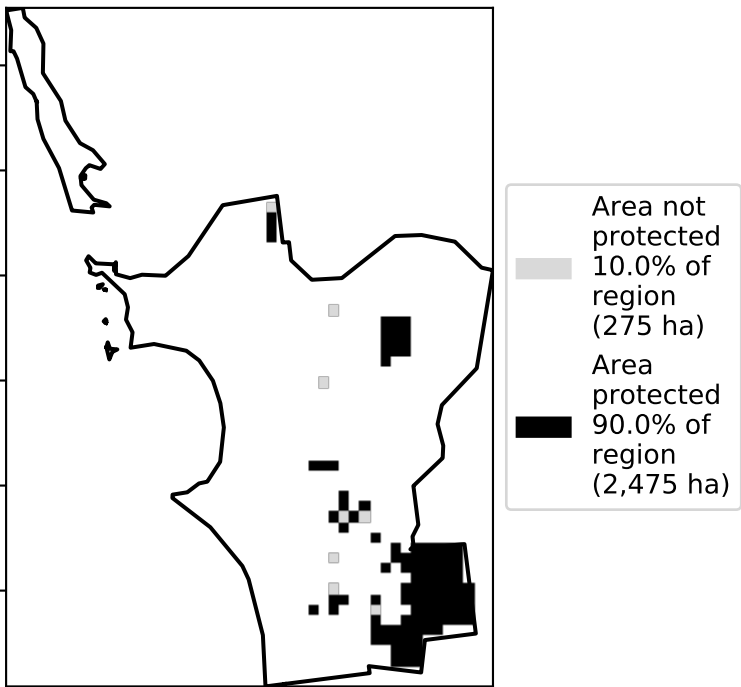 Area not
protected
10.0% of
region
(275 ha)
Area
protected
90.0% of
region
(2,475 ha)